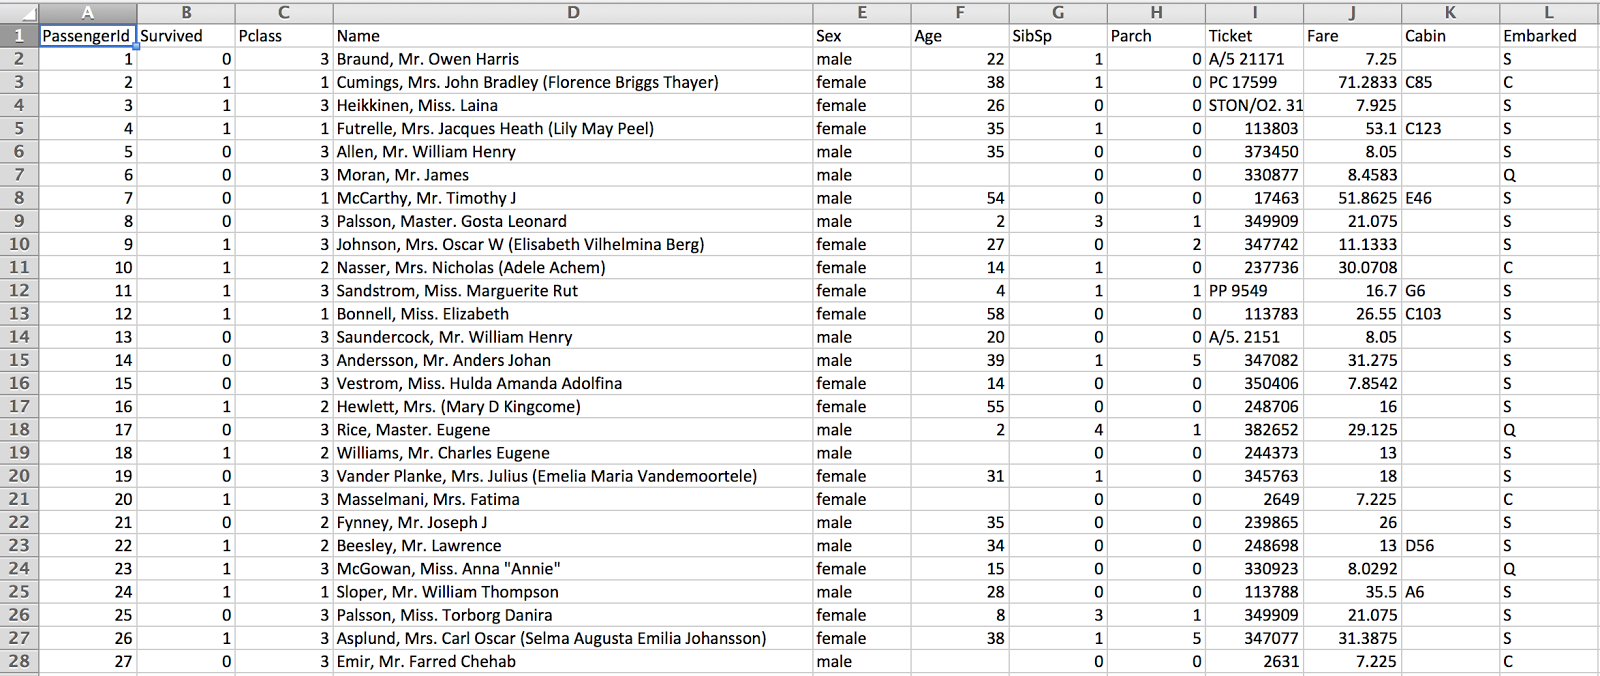 A B C D E F G H I J K L
1 PassengerId Survived Pclass Name Sex Age SibSp Parch Ticket Fare Cabin Embarked
2 1 0 3 Braund, Mr. Owen Harris male 22 1 0 A/5 21171 7.25 S
3 2 1 1 Cumings, Mrs. John Bradley (Florence Briggs Thayer) female 38 1 0 PC 17599 71.2833 C85 C
4 3 1 3 Heikkinen, Miss. Laina female 26 0 0 STON/O2. 31 7.925 S
5 4 1 1 Futrelle, Mrs. Jacques Heath (Lily May Peel) female 35 1 0 113803 53.1 C123 S
6 5 0 3 Allen, Mr. William Henry male 35 0 0 373450 8.05 S
7 6 0 3 Moran, Mr. James male 0 0 330877 8.4583 Q
8 7 0 1 McCarthy, Mr. Timothy J male 54 0 0 17463 51.8625 E46 S
9 8 0 3 Palsson, Master. Gosta Leonard male 2 3 1 349909 21.075 S
10 9 1 3 Johnson, Mrs. Oscar W (Elisabeth Vilhelmina Berg) female 27 0 2 347742 11.1333 S
11 10 1 2 Nasser, Mrs. Nicholas (Adele Achem) female 14 1 0 237736 30.0708 C
12 11 1 3 Sandstrom, Miss. Marguerite Rut female 4 1 1 PP 9549 16.7 G6 S
13 12 1 1 Bonnell, Miss. Elizabeth female 58 0 0 113783 26.55 C103 S
14 13 0 3 Saundercock, Mr. William Henry male 20 0 0 A/5. 2151 8.05 S
15 14 0 3 Andersson, Mr. Anders Johan male 39 1 5 347082 31.275 S
16 15 0 3 Vestrom, Miss. Hulda Amanda Adolfina female 14 0 0 350406 7.8542 S
17 16 1 2 Hewlett, Mrs. (Mary D Kingcome) female 55 0 0 248706 16 S
18 17 0 3 Rice, Master. Eugene male 2 4 1 382652 29.125 Q
19 18 1 2 Williams, Mr. Charles Eugene male 0 0 244373 13 S
20 19 0 3 Vander Planke, Mrs. Julius (Emelia Maria Vandemoortele) female 31 1 0 345763 18 S
21 20 1 3 Masselmani, Mrs. Fatima female 0 0 2649 7.225 C
22 21 0 2 Fynney, Mr. Joseph J male 35 0 0 239865 26 S
23 22 1 2 Beesley, Mr. Lawrence male 34 0 0 248698 13 D56 S
24 23 1 3 McGowan, Miss. Anna "Annie" female 15 0 0 330923 8.0292 Q
25 24 1 1 Sloper, Mr. William Thompson male 28 0 0 113788 35.5 A6 S
26 25 0 3 Palsson, Miss. Torborg Danira female 8 3 1 349909 21.075 S
27 26 1 3 Asplund, Mrs. Carl Oscar (Selma Augusta Emilia Johansson) female 38 1 5 347077 31.3875 S
28 27 0 3 Emir, Mr. Farred Chehab male 0 0 2631 7.225 C